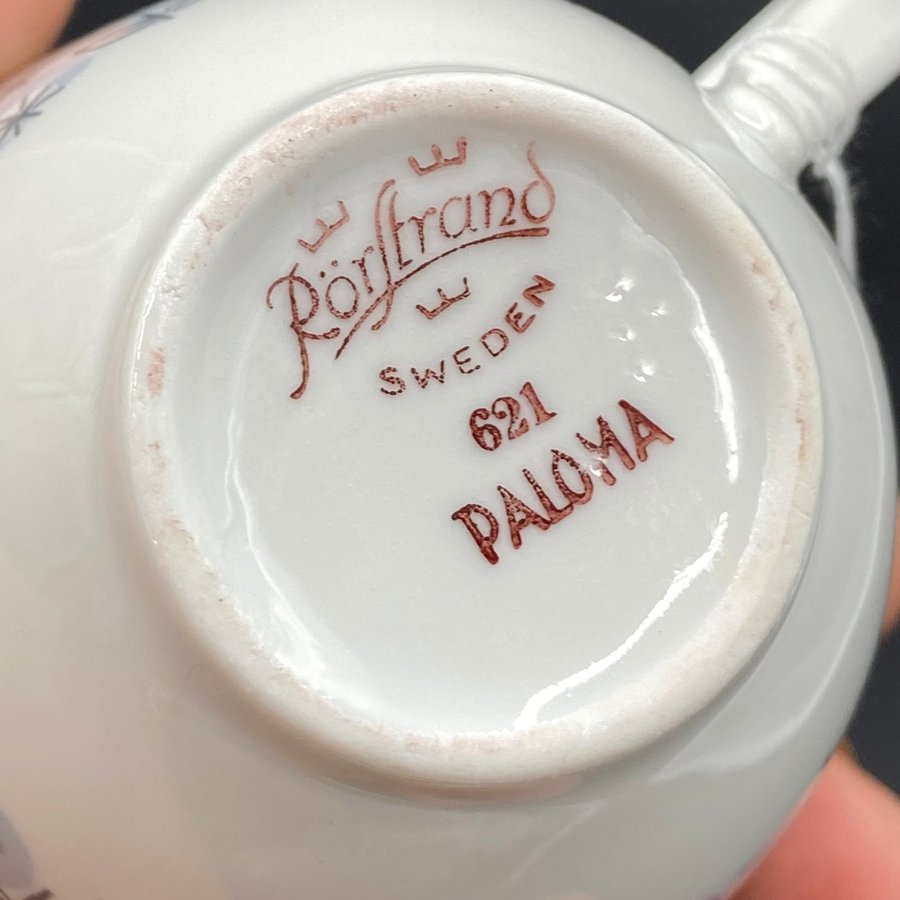 Rörstrand
SWEDEN
621
PALOMA